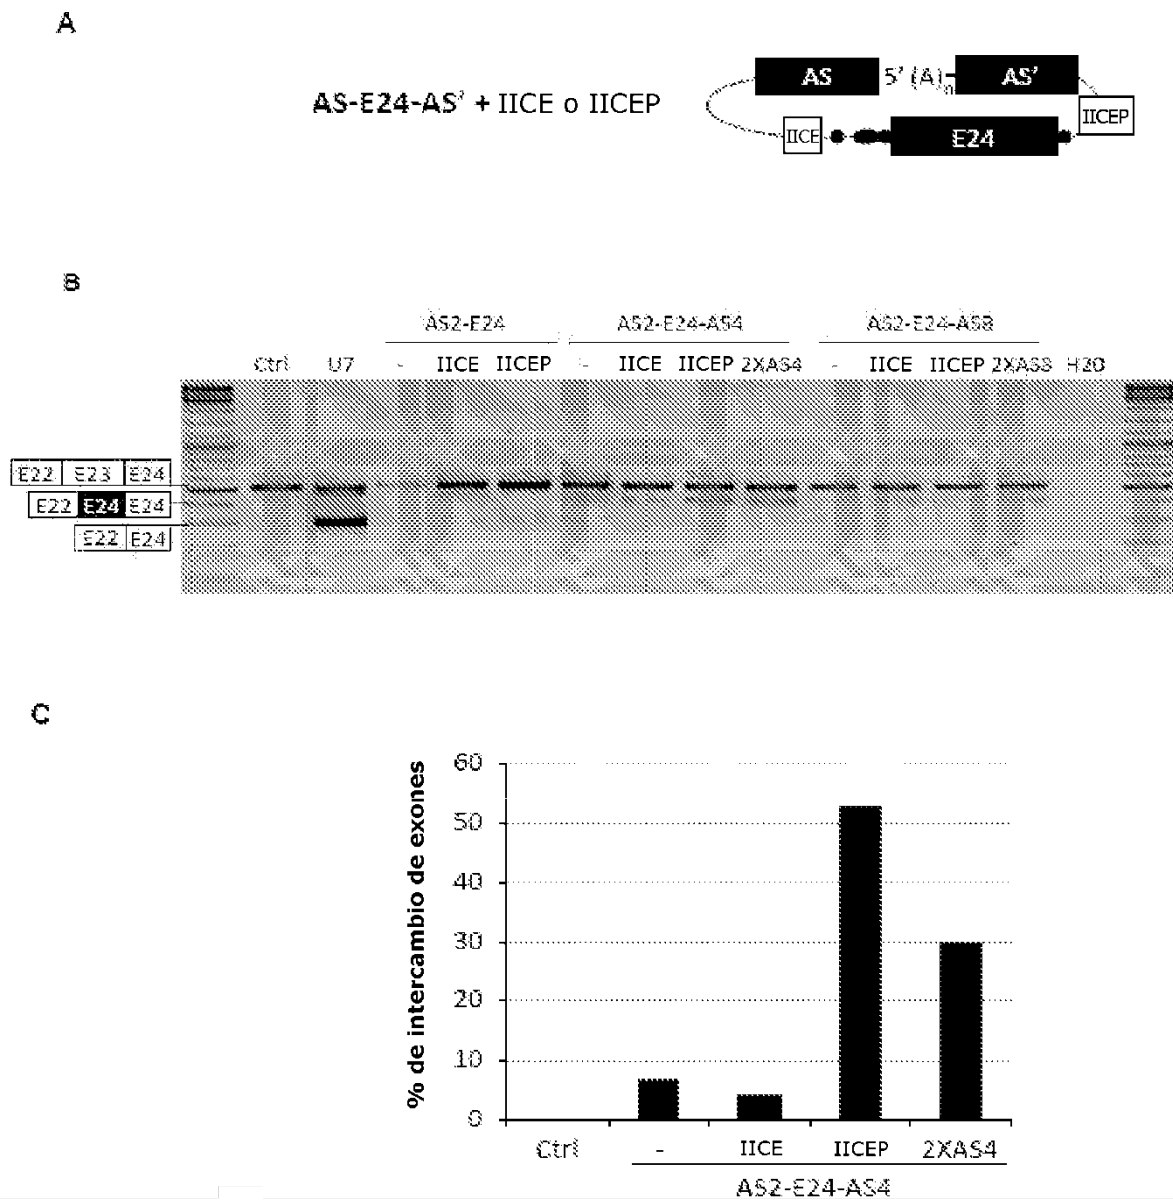 A
AS-E24-AS' + IICE o IICEP
AS 5' (A)n AS'
IICEP
IICE E24
B
AS2-E24 AS2-E24-AS4 AS2-E24-AS8
Ctrl U7 - IICE IICEP - IICE IICEP 2XAS4 - IICE IICEP 2XAS8 H20
E22 E23 E24
E22 E24 E24
E22 E24
C
% de intercambio de exones
60
50
40
30
20
10
0
Ctrl - IICE IICEP 2XAS4
AS2-E24-AS4